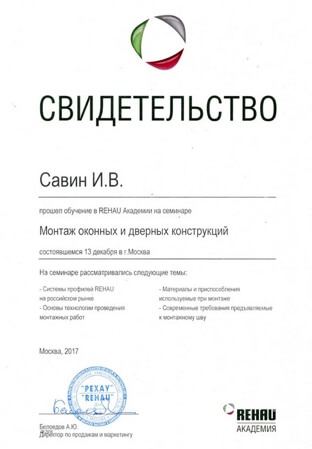 СВИДЕТЕЛЬСТВО
Савин И.В.
прошел обучение в REHAU Академии на семинаре
Монтаж оконных и дверных конструкций
состоявшемся 13 декабря в г.Москва
На семинаре рассматривались следующие темы:
- Системы профилей REHAU
на российском рынке
- Основы технологии проведения
монтажных работ
- Материалы и приспособления
используемые при монтаже
- Современные требования предъявляемые
к монтажному шву
Москва, 2017
"РЕХАУ"
"REHAU"
Белоедов А.Ю.
Директор по продажам и маркетингу
REHAU
АКАДЕМИЯ